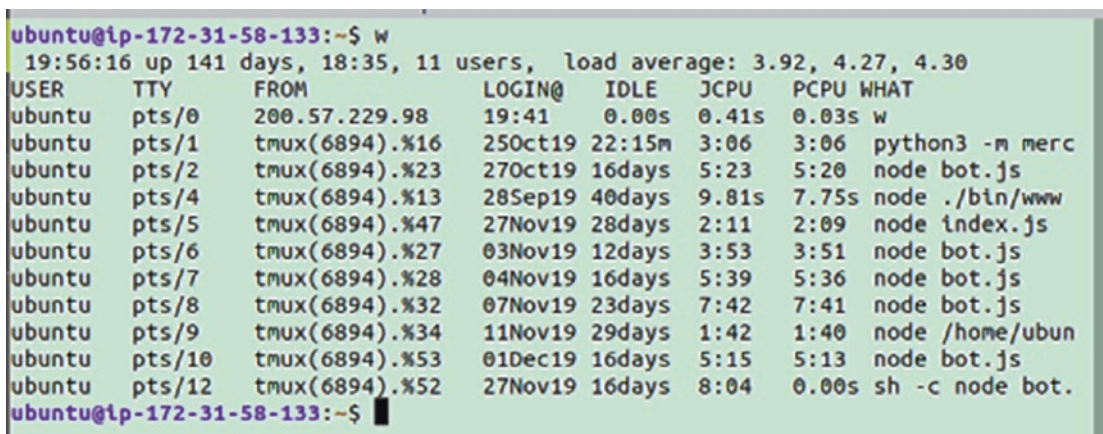 ubuntu@ip-172-31-58-133:~$ w
 19:56:16 up 141 days, 18:35, 11 users,  load average: 3.92, 4.27, 4.30
USER     TTY      FROM             LOGIN@   IDLE   JCPU   PCPU WHAT
ubuntu   pts/0    200.57.229.98    19:41    0.00s  0.41s  0.03s w
ubuntu   pts/1    tmux(6894).%16   25Oct19 22:15m  3:06   3:06  python3 -m merc
ubuntu   pts/2    tmux(6894).%23   27Oct19 16days  5:23   5:20  node bot.js
ubuntu   pts/4    tmux(6894).%13   28Sep19 40days  9.81s  7.75s node ./bin/www
ubuntu   pts/5    tmux(6894).%47   27Nov19 28days  2:11   2:09  node index.js
ubuntu   pts/6    tmux(6894).%27   03Nov19 12days  3:53   3:51  node bot.js
ubuntu   pts/7    tmux(6894).%28   04Nov19 16days  5:39   5:36  node bot.js
ubuntu   pts/8    tmux(6894).%32   07Nov19 23days  7:42   7:41  node bot.js
ubuntu   pts/9    tmux(6894).%34   11Nov19 29days  1:42   1:40  node /home/ubun
ubuntu   pts/10   tmux(6894).%53   01Dec19 16days  5:15   5:13  node bot.js
ubuntu   pts/12   tmux(6894).%52   27Nov19 16days  8:04   0.00s sh -c node bot.
ubuntu@ip-172-31-58-133:~$